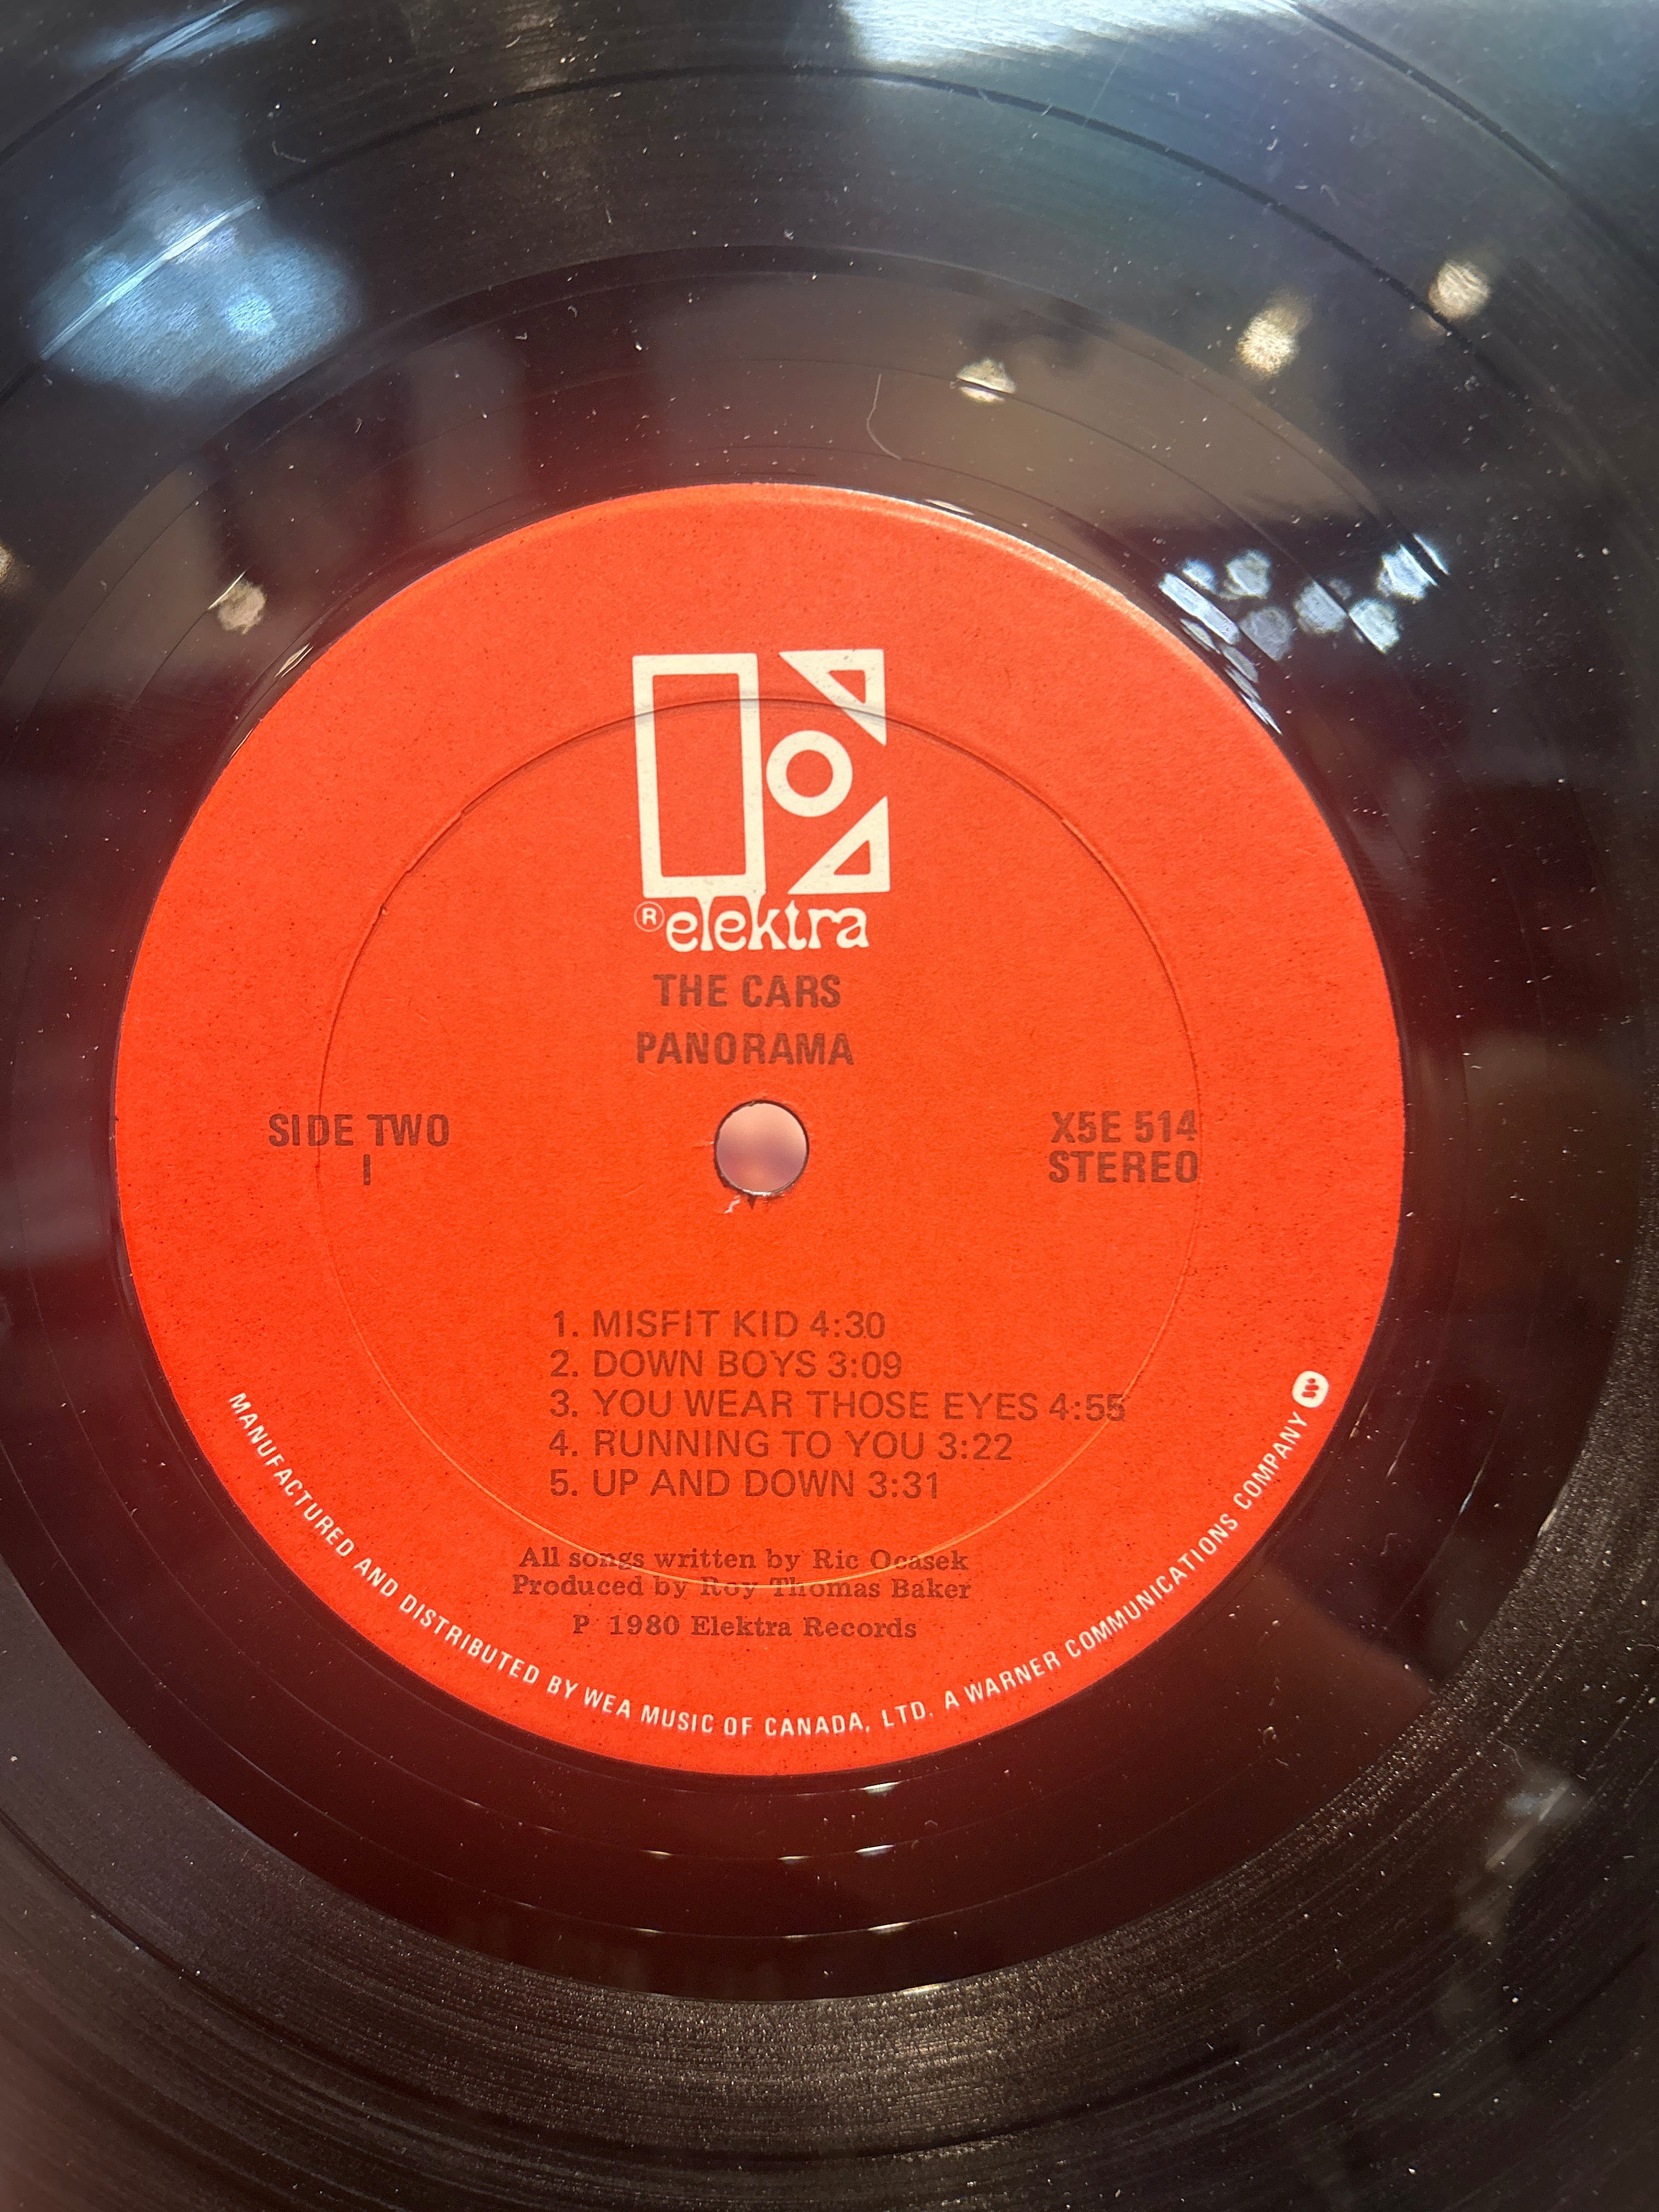 ® elektra
THE CARS
PANORAMA
SIDE TWO
I
X5E 514
STEREO
1. MISFIT KID 4:30
2. DOWN BOYS 3:09
3. YOU WEAR THOSE EYES 4:55
4. RUNNING TO YOU 3:22
5. UP AND DOWN 3:31
All songs written by Ric Ocasek
Produced by Roy Thomas Baker
P 1980 Elektra Records
MANUFACTURED AND DISTRIBUTED BY WEA MUSIC OF CANADA, LTD. A WARNER COMMUNICATIONS COMPANY